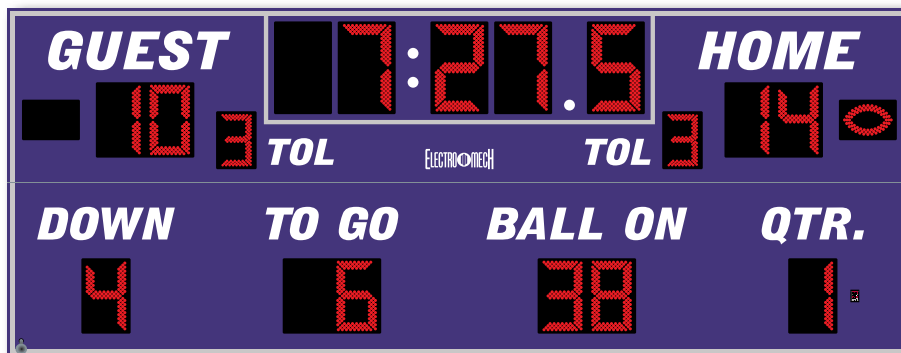 GUEST 7:27.5 HOME
10 3 TOL ELECTRO MECH TOL 3 14
DOWN TO GO BALL ON QTR.
4 6 38 1